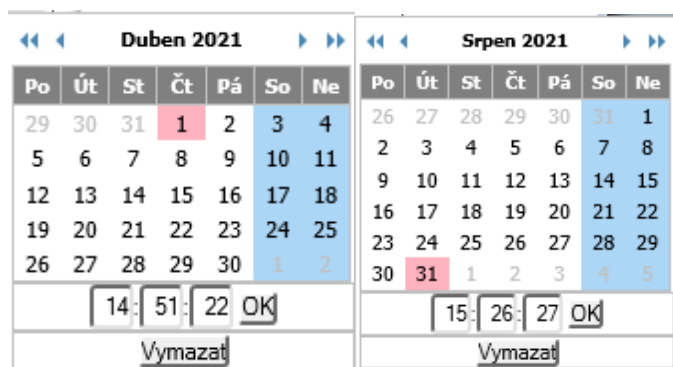 Duben 2021
Po Út St Čt Pá So Ne
29 30 31 1 2 3 4
5 6 7 8 9 10 11
12 13 14 15 16 17 18
19 20 21 22 23 24 25
26 27 28 29 30 1 2
14 : 51 : 22 OK
Vymazat
Srpen 2021
Po Út St Čt Pá So Ne
26 27 28 29 30 31 1
2 3 4 5 6 7 8
9 10 11 12 13 14 15
16 17 18 19 20 21 22
23 24 25 26 27 28 29
30 31 1 2 3 4 5
15 : 26 : 27 OK
Vymazat